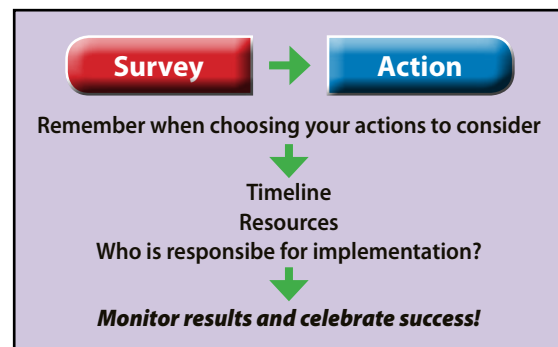 Survey Action
Remember when choosing your actions to consider
Timeline
Resources
Who is responsibe for implementation?
Monitor results and celebrate success!